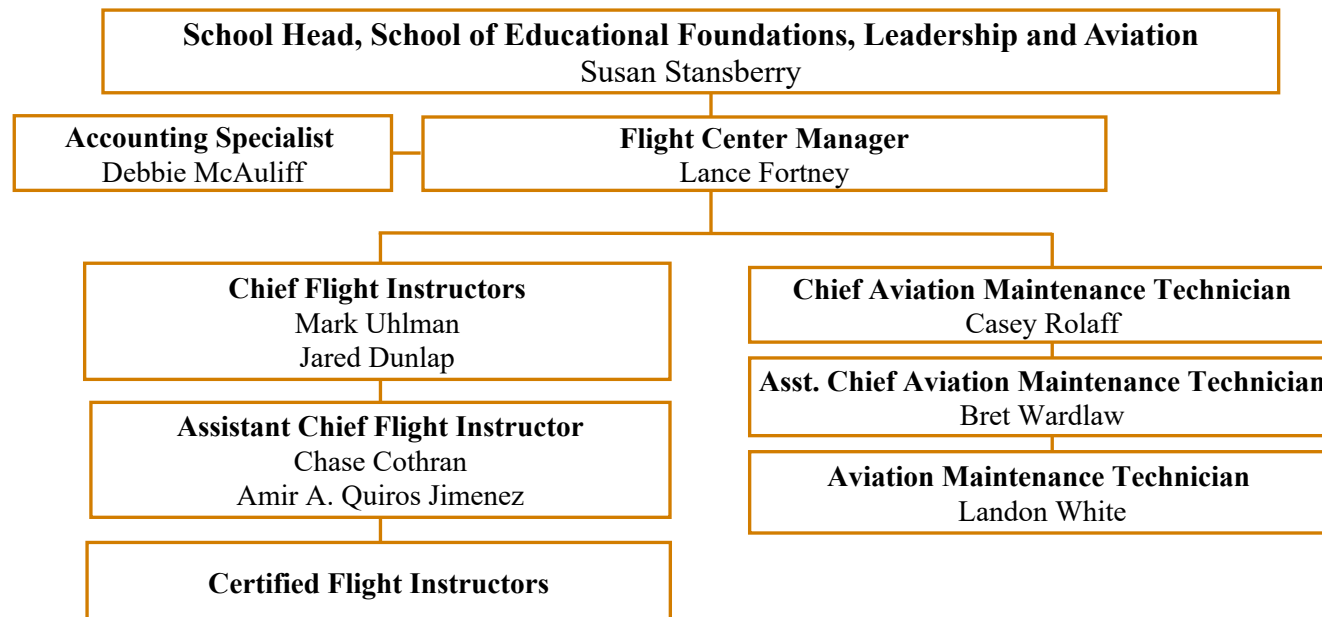 School Head, School of Educational Foundations, Leadership and Aviation
Susan Stansberry
Accounting Specialist
Debbie McAuliff
Flight Center Manager
Lance Fortney
Chief Flight Instructors
Mark Uhlman
Jared Dunlap
Assistant Chief Flight Instructor
Chase Cothran
Amir A. Quiros Jimenez
Certified Flight Instructors
Chief Aviation Maintenance Technician
Casey Rolaff
Asst. Chief Aviation Maintenance Technician
Bret Wardlaw
Aviation Maintenance Technician
Landon White